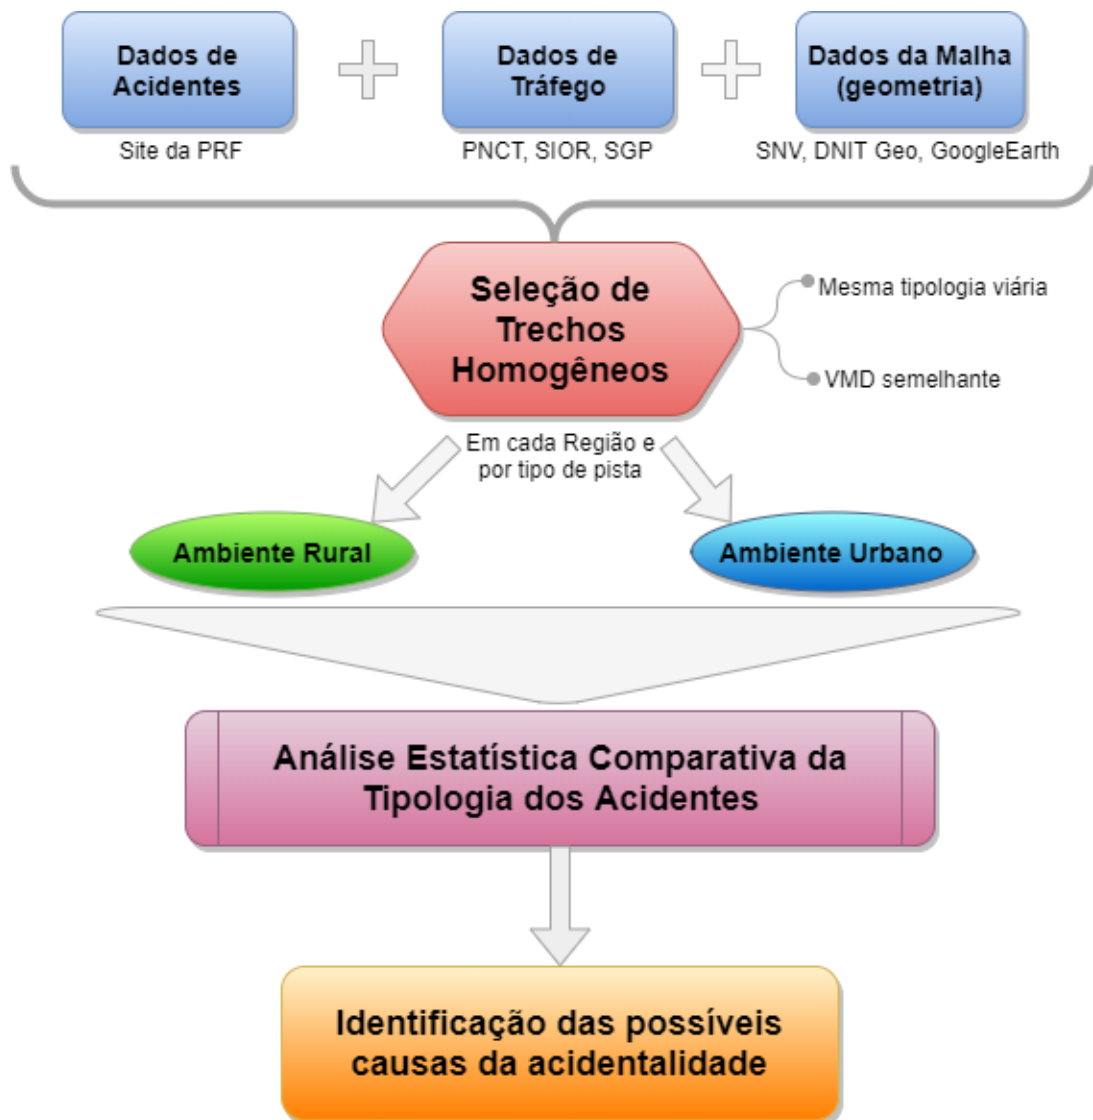 Dados de
Acidentes
Dados de
Tráfego
Dados da Malha
(geometria)
Site da PRF
PNCT, SIOR, SGP
SNV, DNIT Geo, GoogleEarth
Seleção de
Trechos
Homogêneos
Mesma tipologia viária
VMD semelhante
Em cada Região e
por tipo de pista
Ambiente Rural
Ambiente Urbano
Análise Estatística Comparativa da
Tipologia dos Acidentes
Identificação das possíveis
causas da acidentalidade